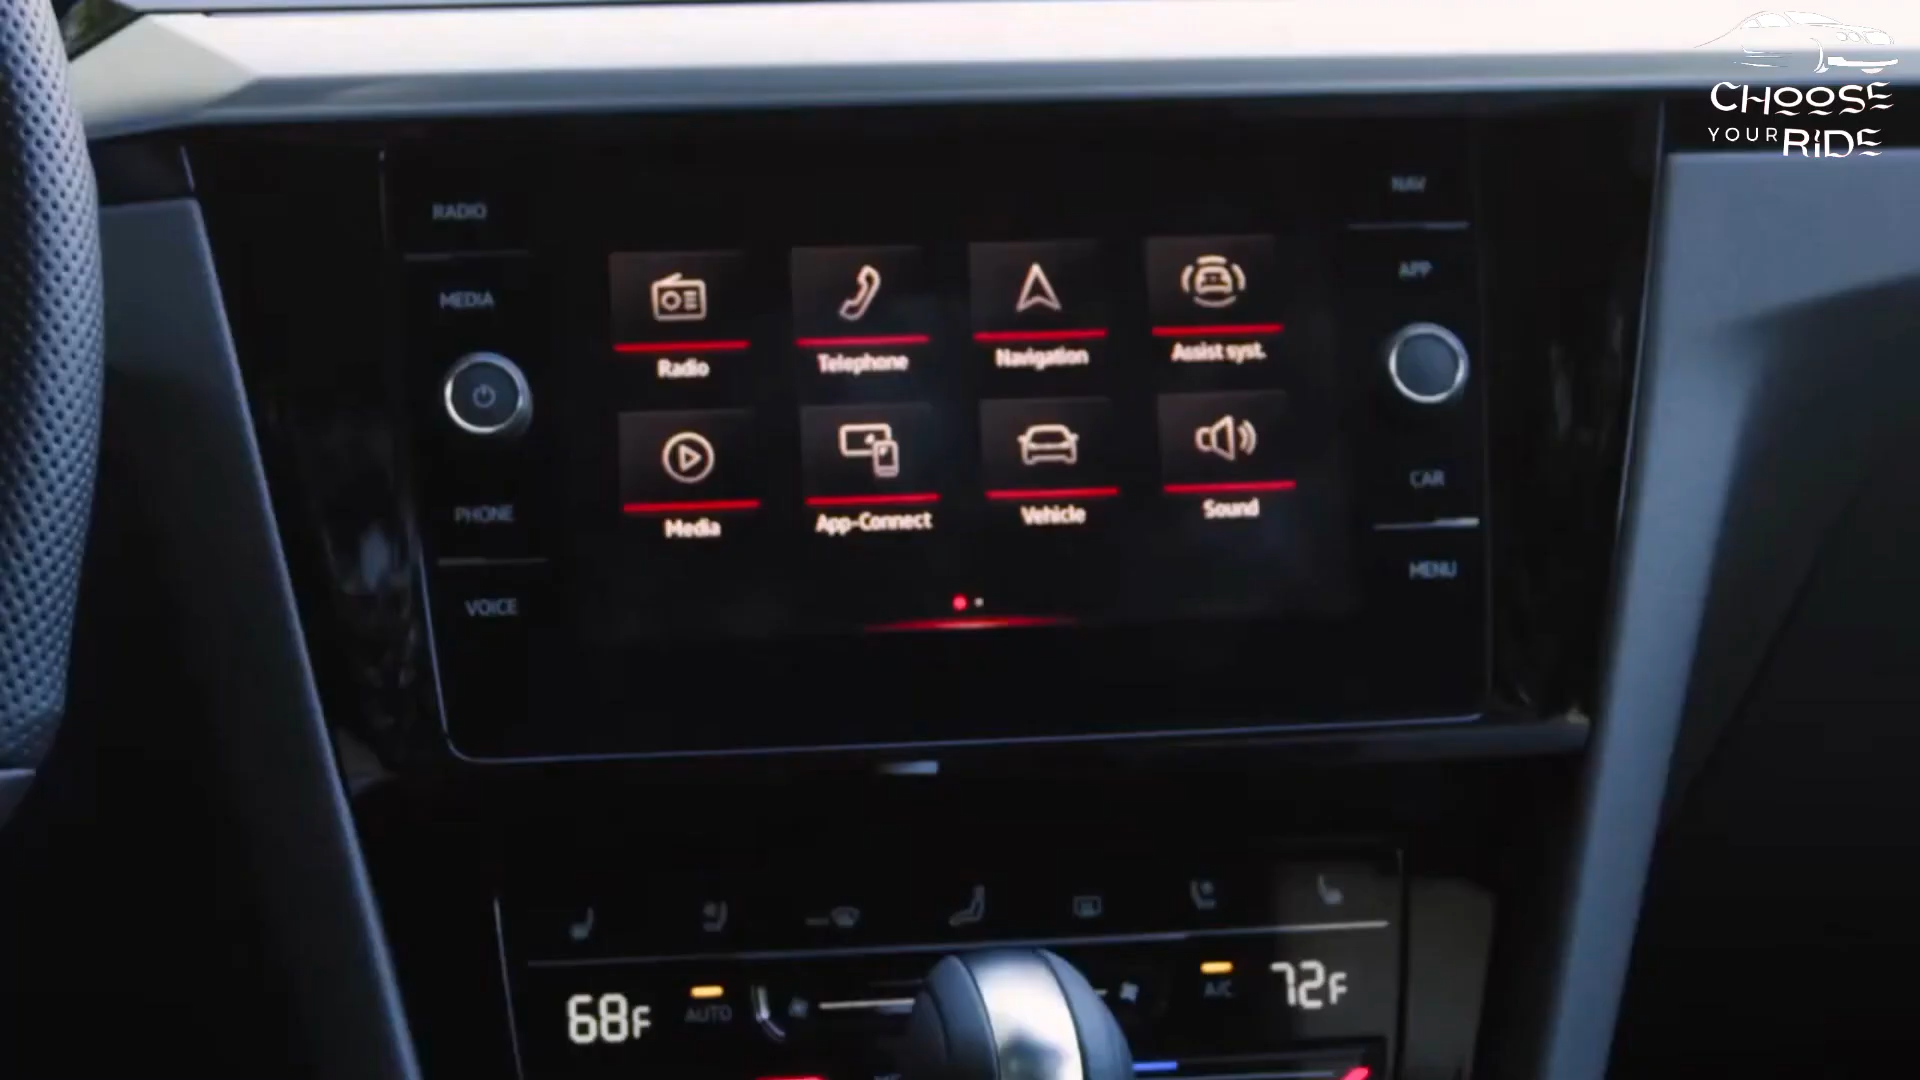 CHOOSE
YOUR RiDE
NAV
RADIO
APP
MEDIA
Radio
Telephone
Navigation
Assist syst.
Media
App-Connect
Vehicle
Sound
CAR
PHONE
MENU
VOICE
68F
AUTO
A/C
72F